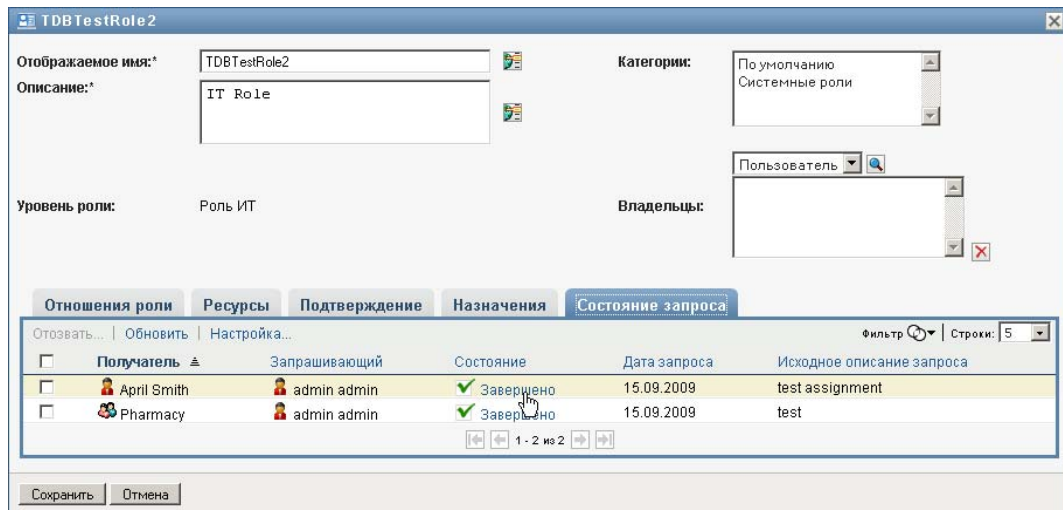 TDBTestRole2
Отображаемое имя:* TDBTestRole2 Категории: По умолчанию
Системные роли
Описание:* IT Role
Пользователь
Уровень роли: Роль ИТ Владельцы:
Отношения роли Ресурсы Подтверждение Назначения Состояние запроса
Отозвать... | Обновить | Настройка... Фильтр | Строки: 5
Получатель Запрашивающий Состояние Дата запроса Исходное описание запроса
April Smith admin admin Завершено 15.09.2009 test assignment
Pharmacy admin admin Завершено 15.09.2009 test
1 - 2 из 2
Сохранить Отмена